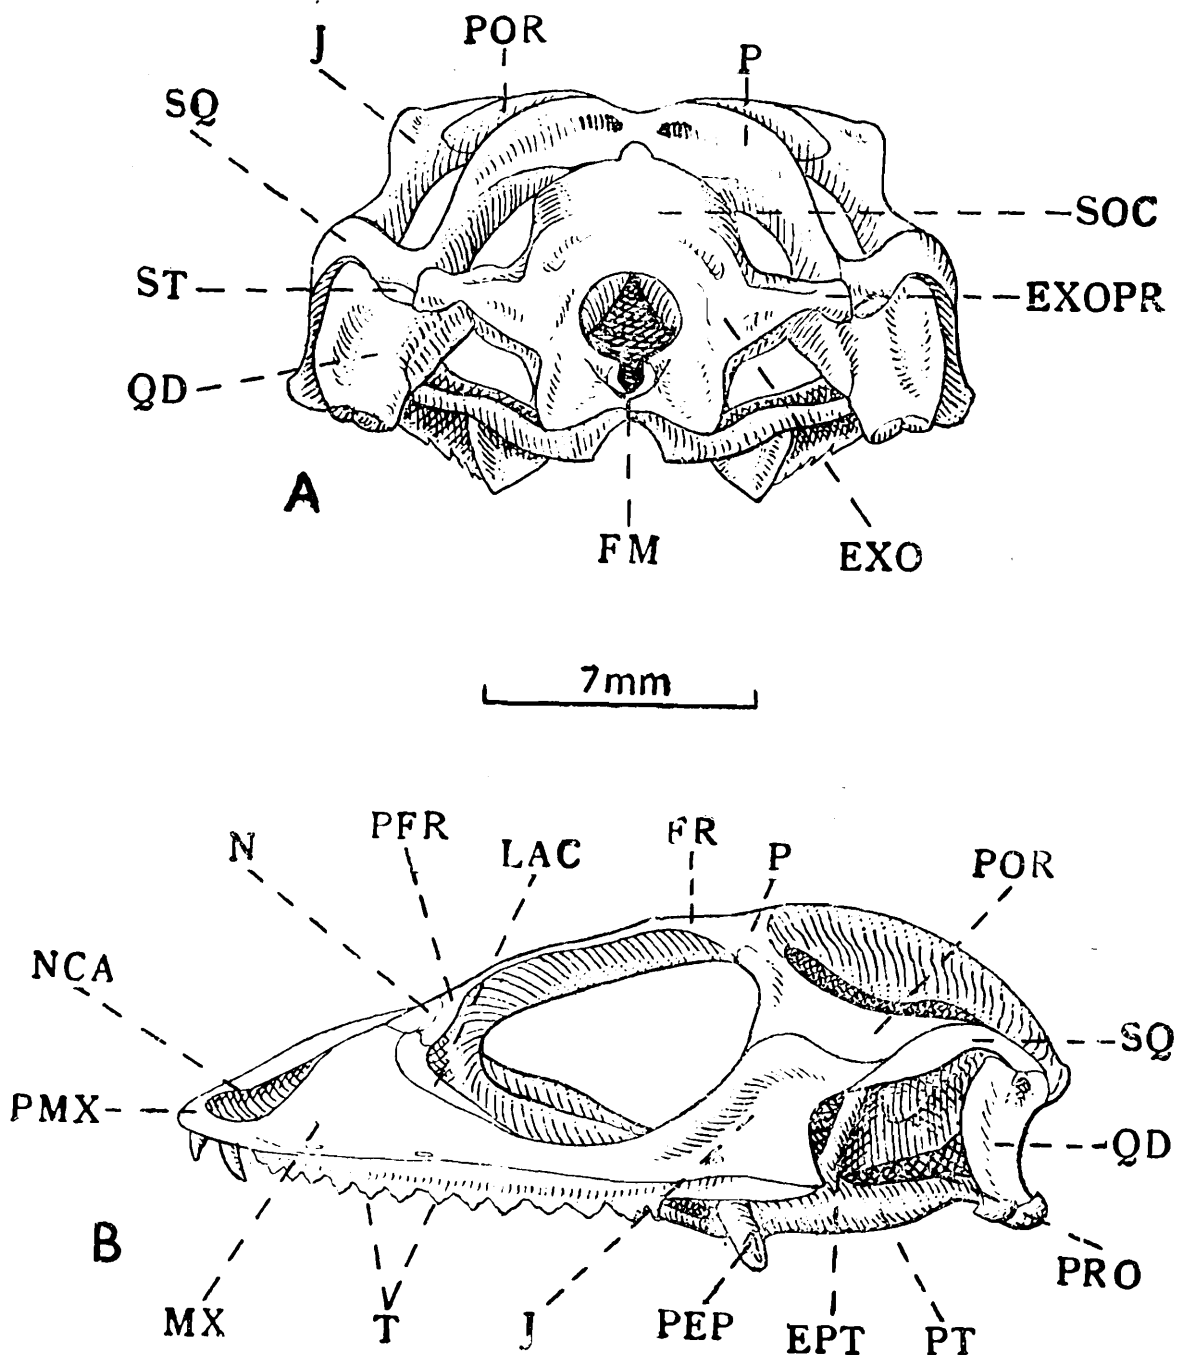 J POR P
SQ
SOC
ST EXOPR
QD
A
FM EXO
7mm
N PFR LAC FR P POR
NCA
SQ
PMX
QD
B
PRO
MX T J PEP EPT PT